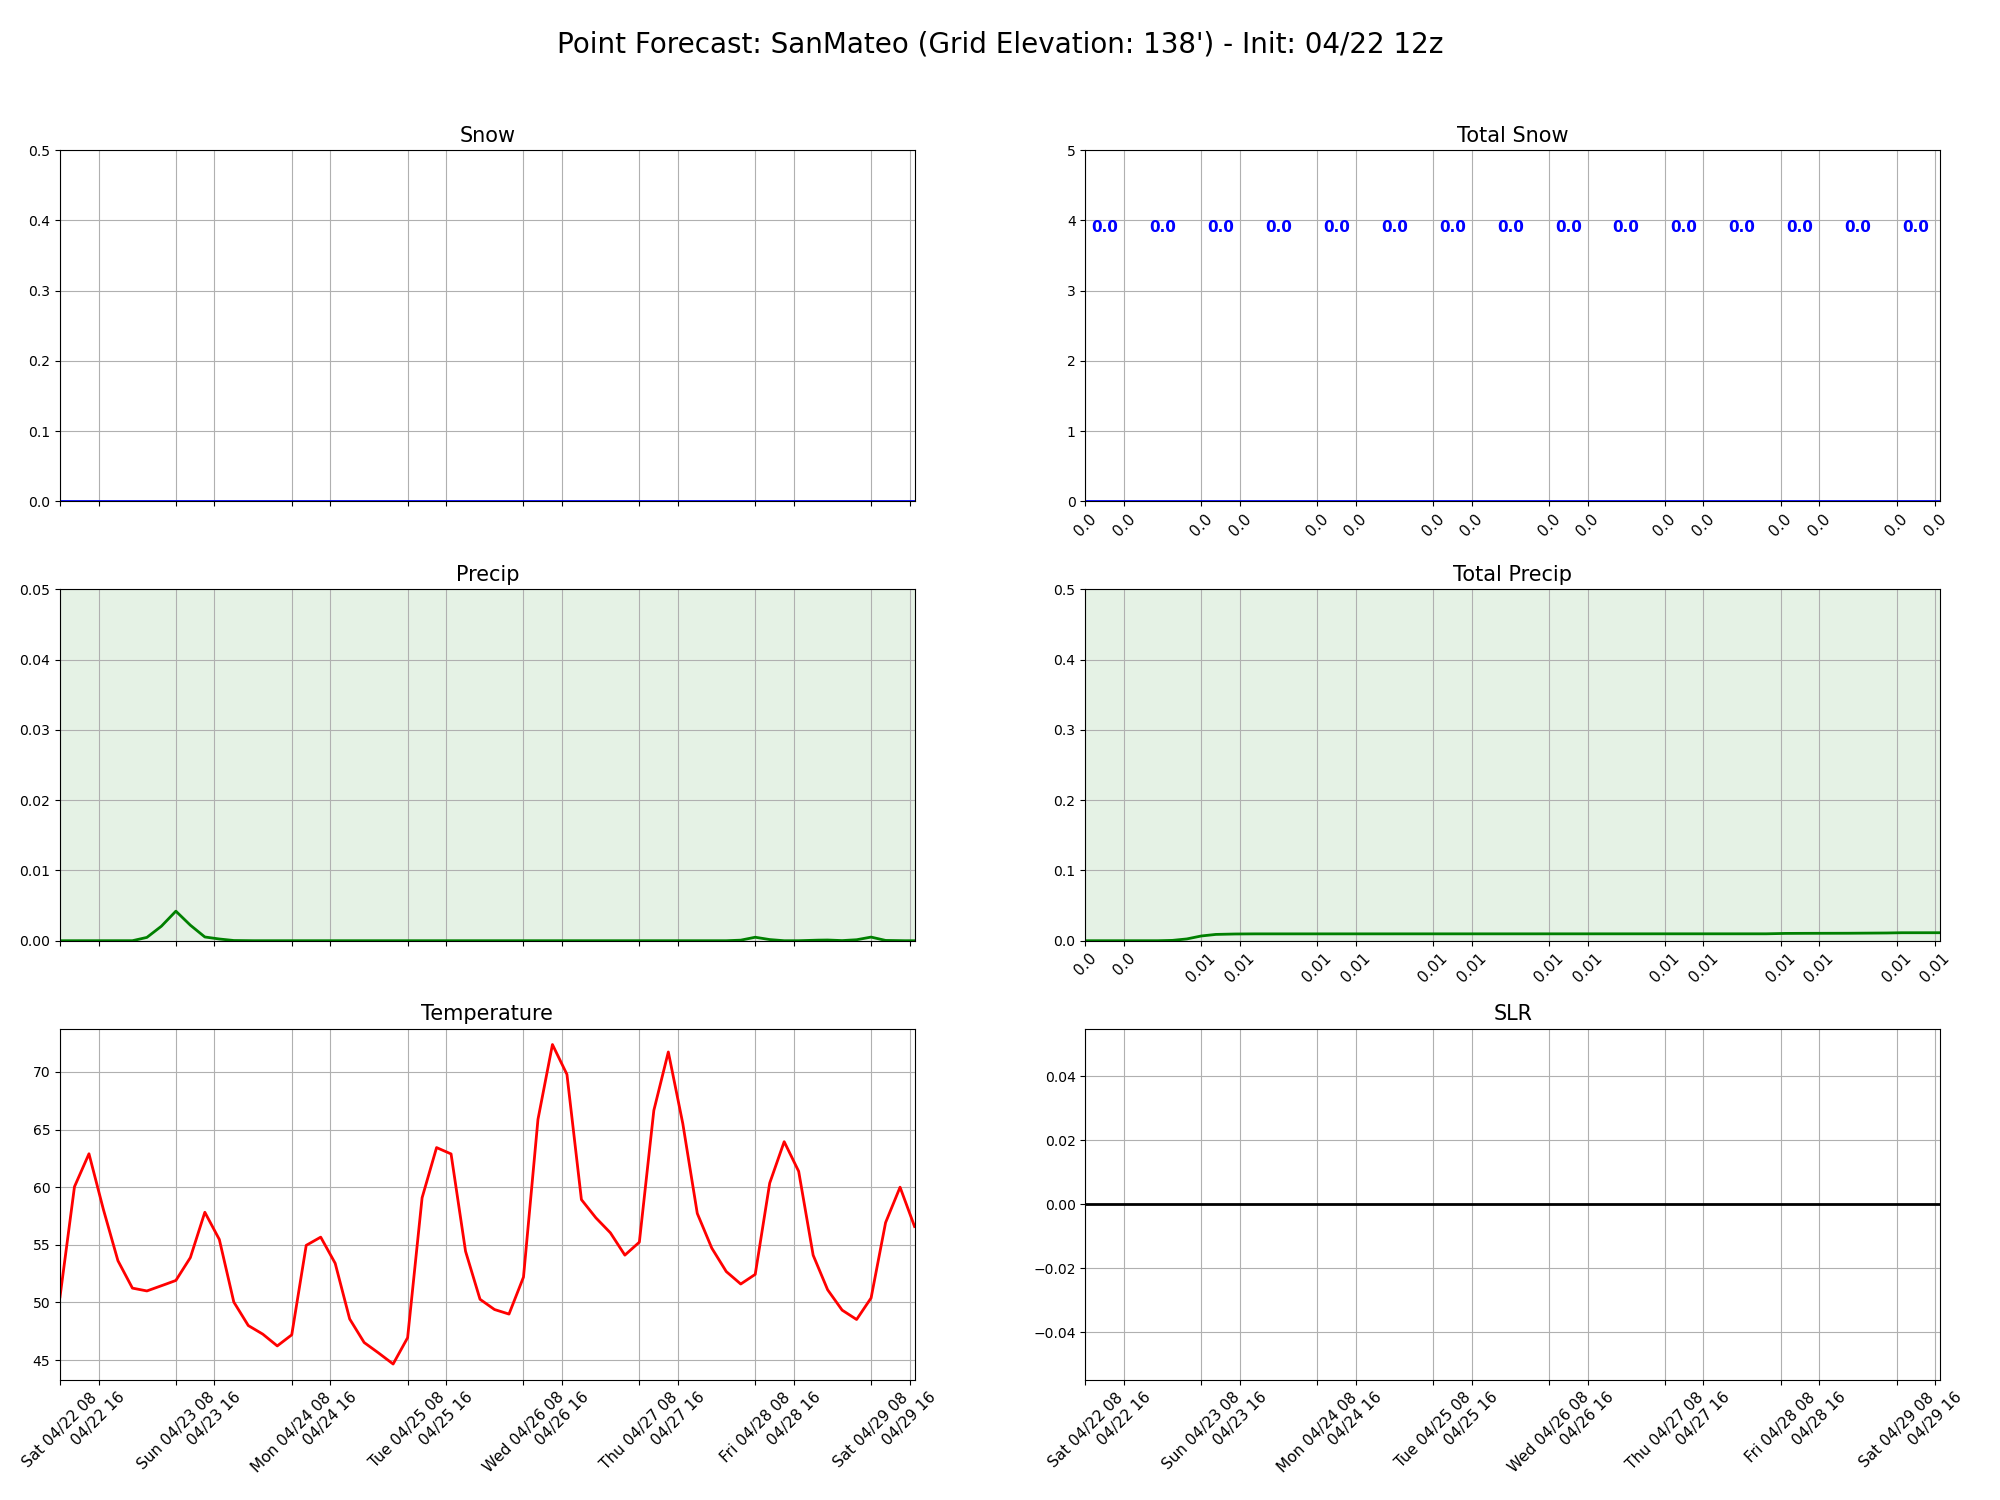 Point Forecast: SanMateo (Grid Elevation: 138') - Init: 04/22 12z
Snow
0.5
0.4
0.3
0.2
0.1
0.0
Total Snow
5
4
3
2
1
0
0.0 0.0 0.0 0.0 0.0 0.0 0.0 0.0 0.0 0.0 0.0 0.0 0.0 0.0 0.0
0.0 0.0 0.0 0.0 0.0 0.0 0.0 0.0 0.0 0.0 0.0 0.0 0.0 0.0 0.0 0.0
Precip
0.05
0.04
0.03
0.02
0.01
0.00
Total Precip
0.5
0.4
0.3
0.2
0.1
0.0
0.0 0.0 0.01 0.01 0.01 0.01 0.01 0.01 0.01 0.01 0.01 0.01 0.01 0.01 0.01 0.01
Temperature
70
65
60
55
50
45
Sat 04/22 08
04/22 16
Sun 04/23 08
04/23 16
Mon 04/24 08
04/24 16
Tue 04/25 08
04/25 16
Wed 04/26 08
04/26 16
Thu 04/27 08
04/27 16
Fri 04/28 08
04/28 16
Sat 04/29 08
04/29 16
SLR
0.04
0.02
0.00
−0.02
−0.04
Sat 04/22 08
04/22 16
Sun 04/23 08
04/23 16
Mon 04/24 08
04/24 16
Tue 04/25 08
04/25 16
Wed 04/26 08
04/26 16
Thu 04/27 08
04/27 16
Fri 04/28 08
04/28 16
Sat 04/29 08
04/29 16